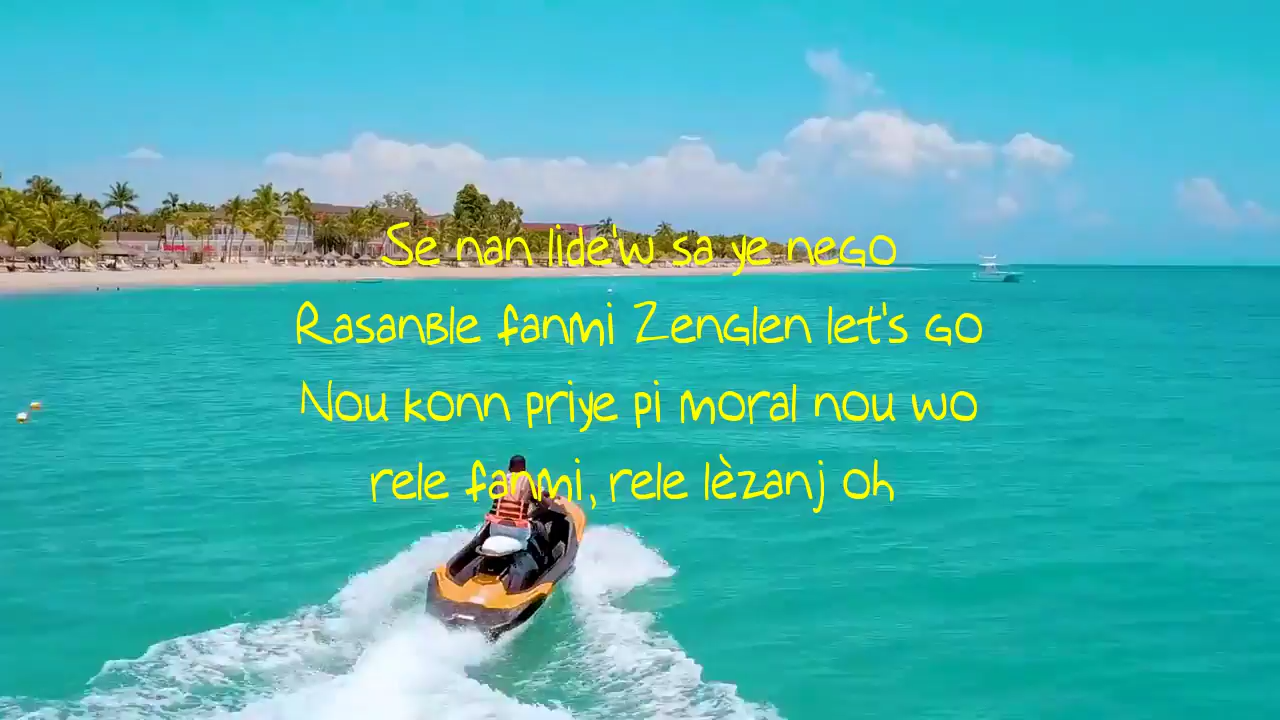 Se nan lide'w sa ye nego
Rasanble fanmi Zenglen let's go
Nou konn priye pi moral nou wo
rele fanmi, rele lèzanj oh